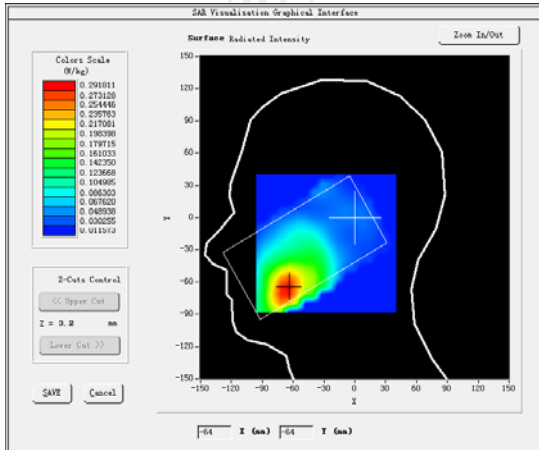 SAR Visualisation Graphical Interface
Surface Radiated Intensity
Zoom In/Out
Colors Scale
(W/kg)
0.291811
0.273128
0.254446
0.235763
0.217081
0.198398
0.179715
0.161033
0.142350
0.123668
0.104985
0.086303
0.067620
0.048938
0.030255
0.011573
Z-Cuts Control
<< Upper Cut
Z = 3.2 mm
Lower Cut >>
SAVE Cancel
150-
120-
90-
60-
30-
Y 0-
-30-
-60-
-90-
-120-
-150-
-150 -120 -90 -60 -30 0 30 60 90 120 150
X
-64 X (mm) -64 Y (mm)